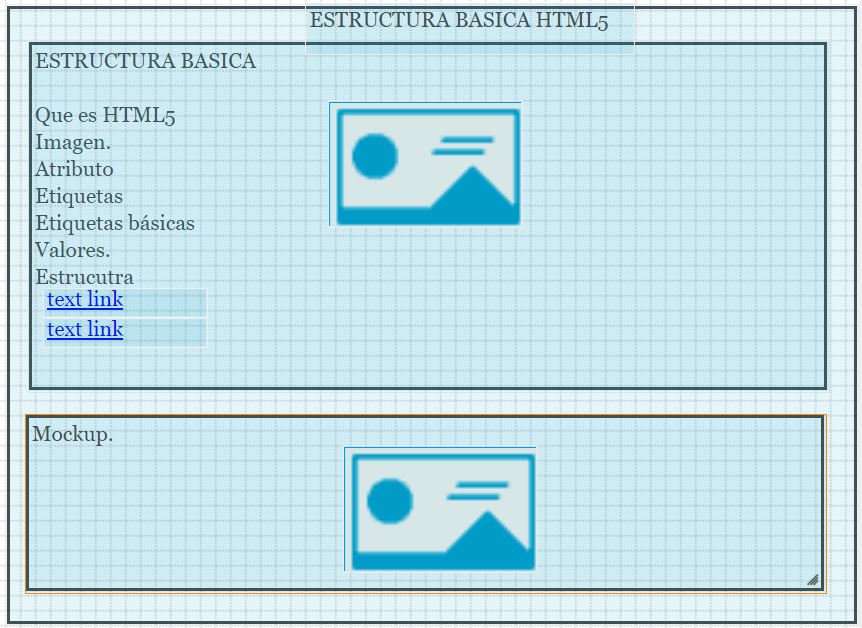 ESTRUCTURA BASICA HTML5
ESTRUCTURA BASICA
Que es HTML5
Imagen.
Atributo
Etiquetas
Etiquetas básicas
Valores.
Estrucutra
text link
text link
Mockup.